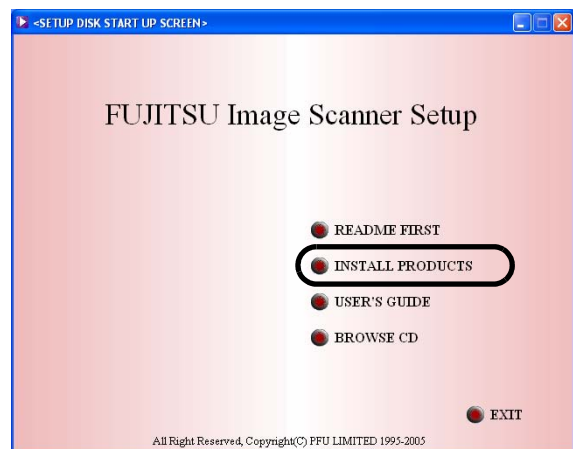 <SETUP DISK START UP SCREEN>
FUJITSU Image Scanner Setup
README FIRST
INSTALL PRODUCTS
USER'S GUIDE
BROWSE CD
EXIT
All Right Reserved, Copyright(C) PFU LIMITED 1995-2005